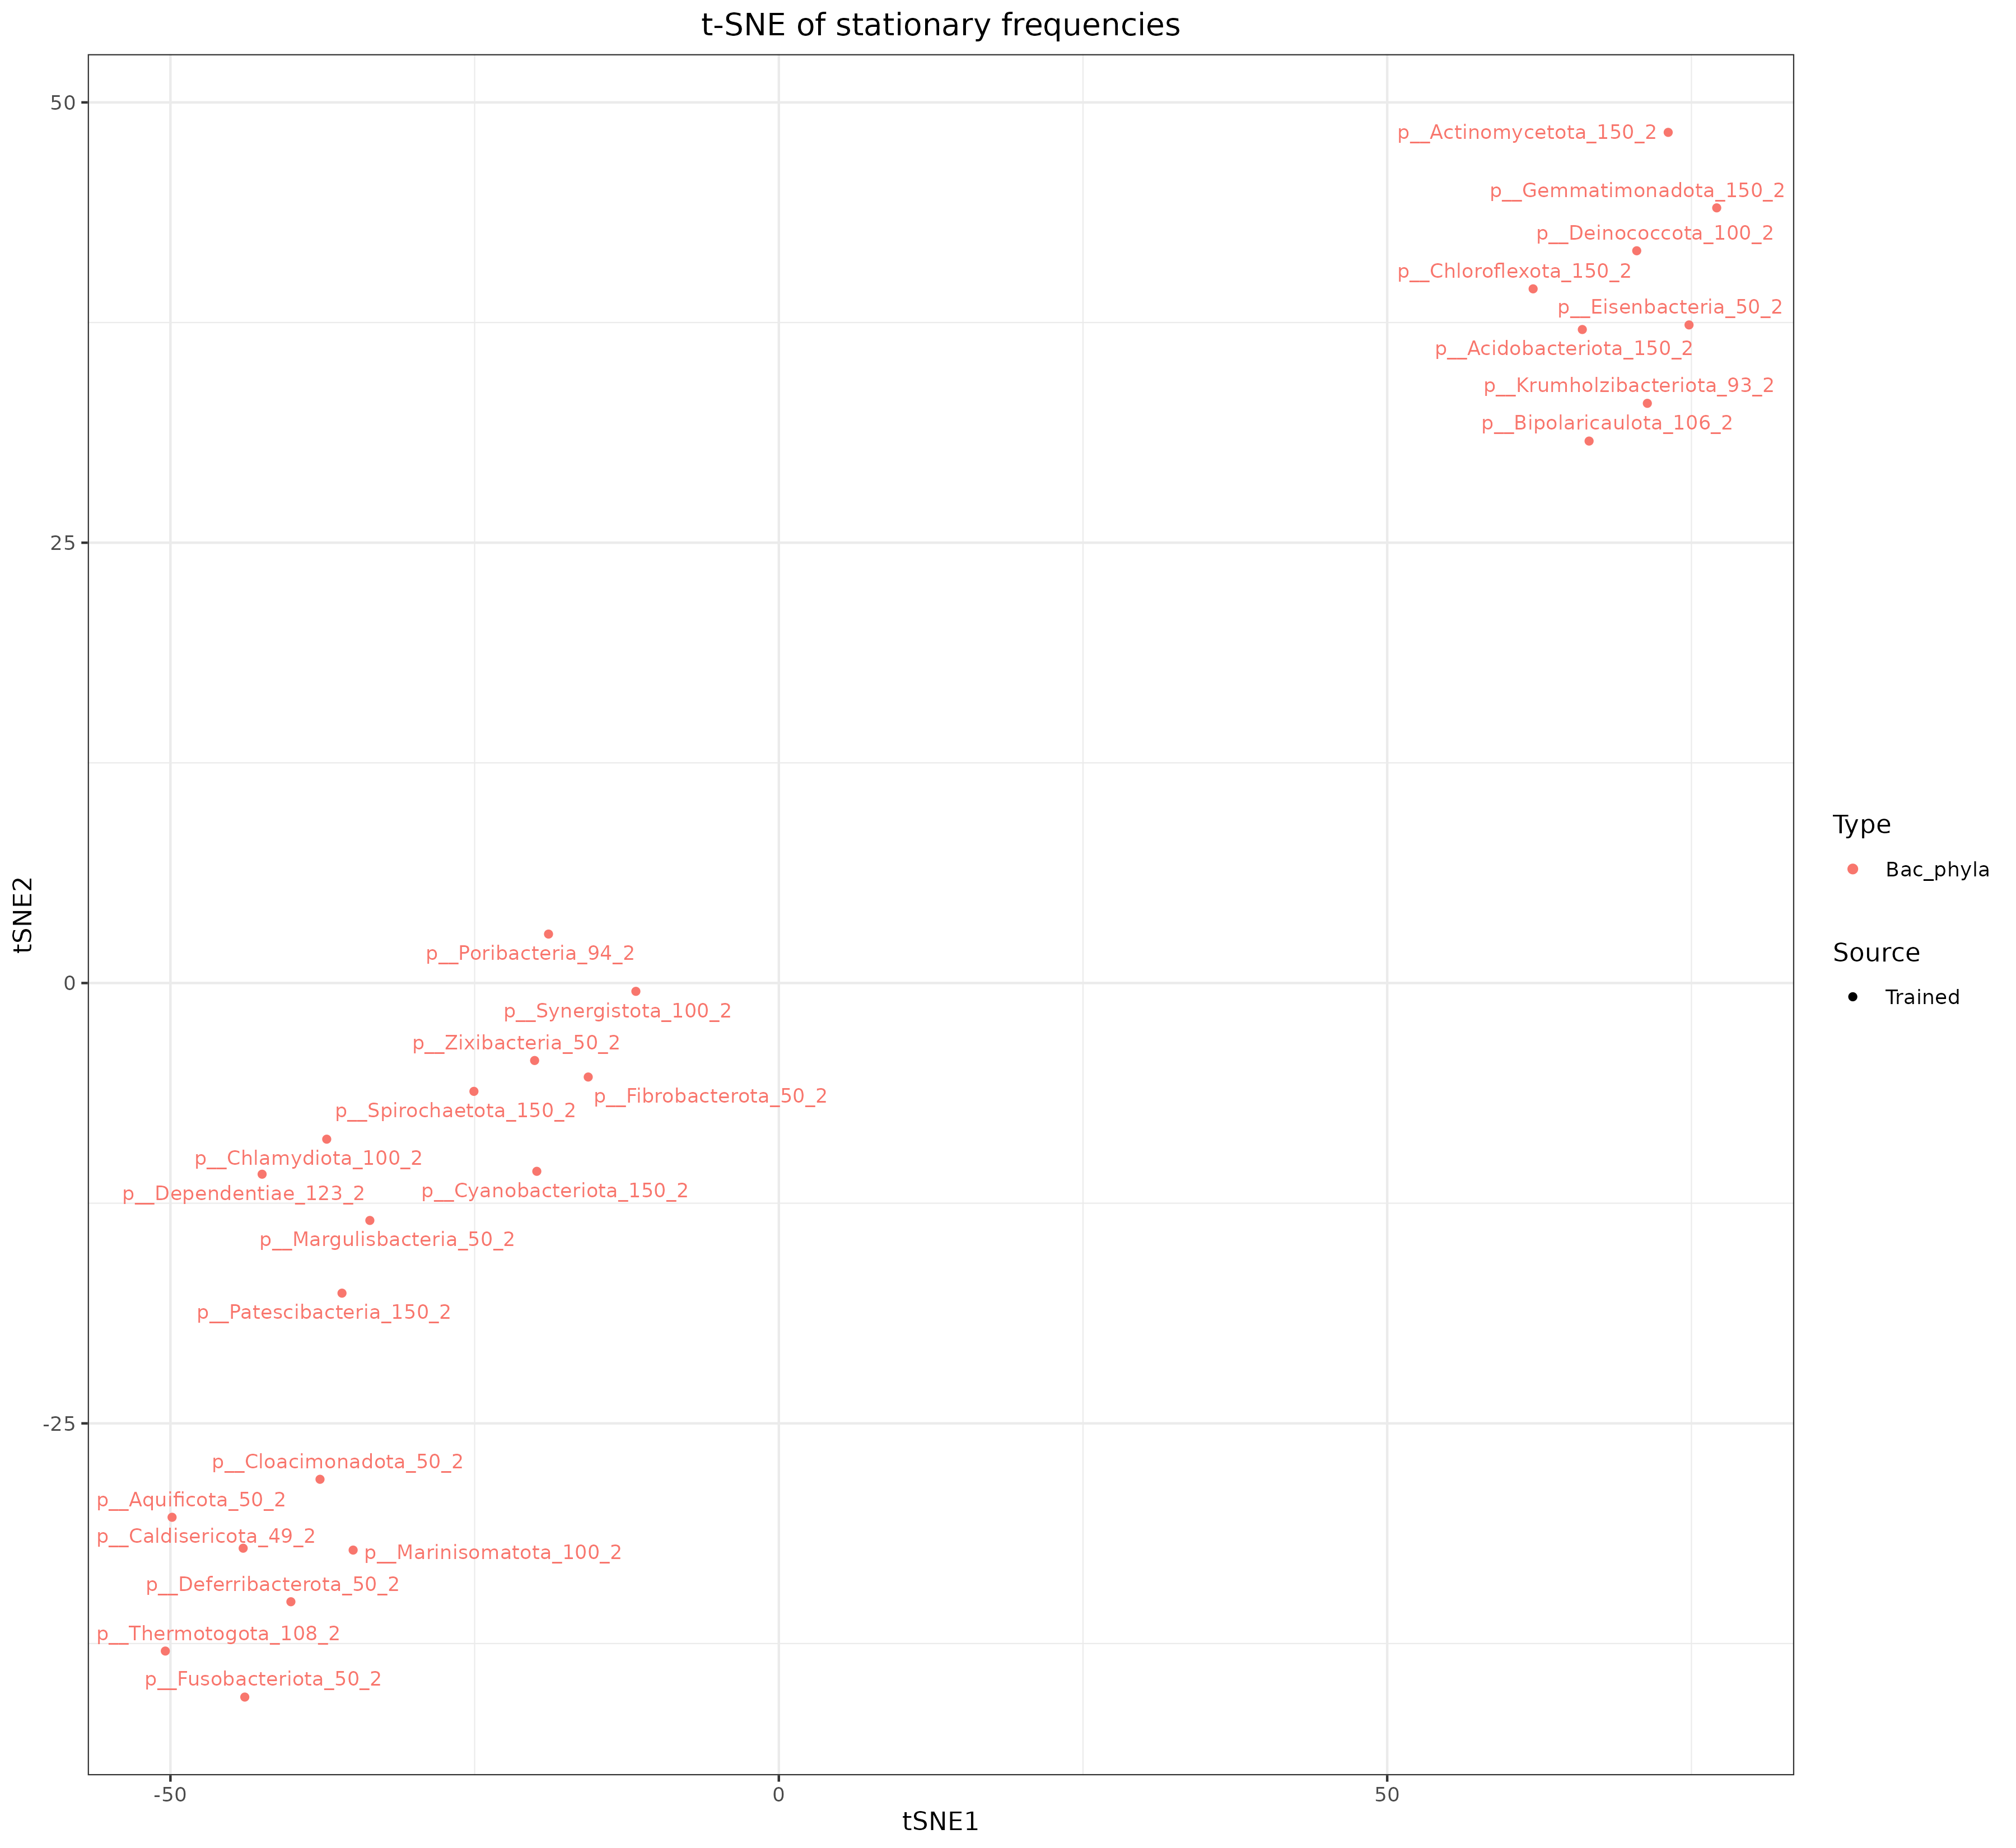 t-SNE of stationary frequencies
50
25
0
-25
tSNE2
p__Actinomycetota_150_2
p__Gemmatimonadota_150_2
p__Deinococcota_100_2
p__Chloroflexota_150_2
p__Eisenbacteria_50_2
p__Acidobacteriota_150_2
p__Krumholzibacteriota_93_2
p__Bipolaricaulota_106_2
p__Poribacteria_94_2
p__Synergistota_100_2
p__Zixibacteria_50_2
p__Fibrobacterota_50_2
p__Spirochaetota_150_2
p__Chlamydiota_100_2
p__Dependentiae_123_2
p__Cyanobacteriota_150_2
p__Margulisbacteria_50_2
p__Patescibacteria_150_2
p__Cloacimonadota_50_2
p__Aquificota_50_2
p__Caldisericota_49_2
p__Marinisomatota_100_2
p__Deferribacterota_50_2
p__Thermotogota_108_2
p__Fusobacteriota_50_2
-50
0
50
tSNE1
Type
Bac_phyla
Source
Trained